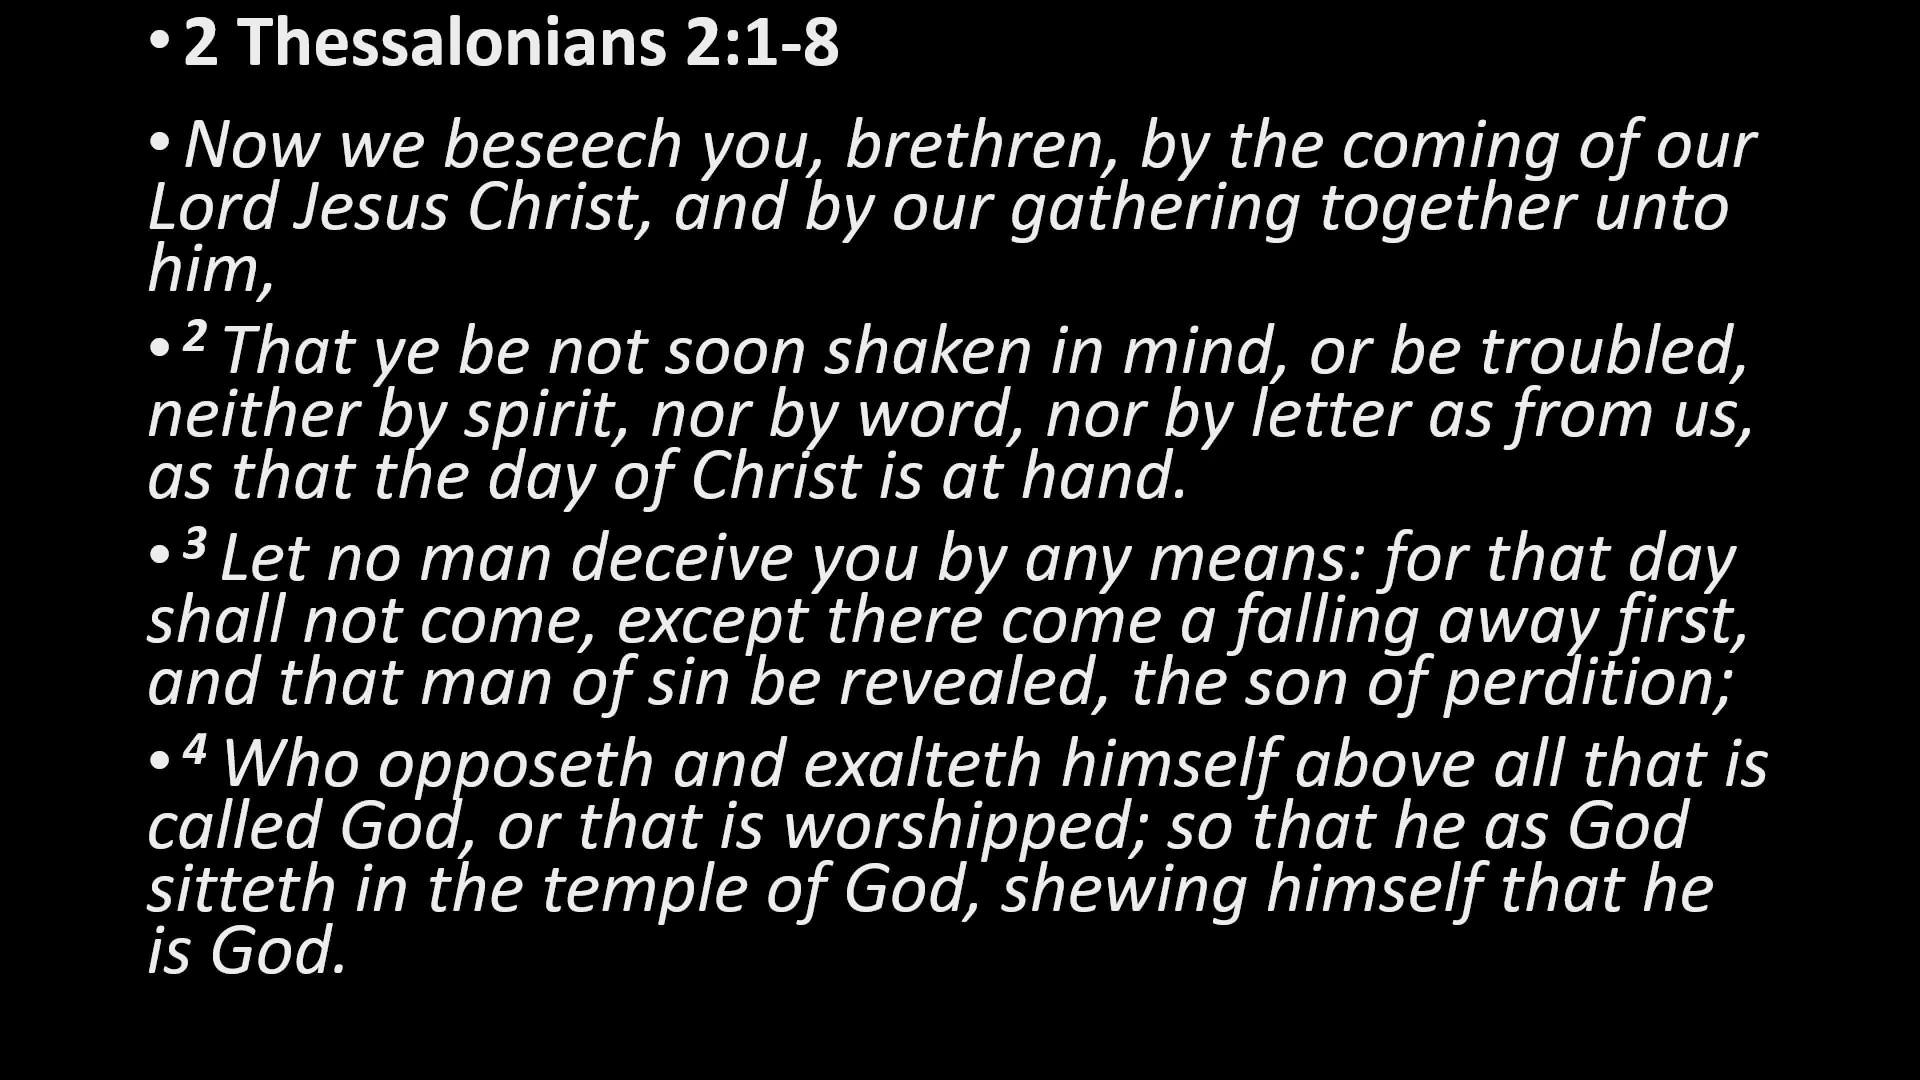 • 2 Thessalonians 2:1-8
• Now we beseech you, brethren, by the coming of our
Lord Jesus Christ, and by our gathering together unto
him,
• 2 That ye be not soon shaken in mind, or be troubled,
neither by spirit, nor by word, nor by letter as from us,
as that the day of Christ is at hand.
• 3 Let no man deceive you by any means: for that day
shall not come, except there come a falling away first,
and that man of sin be revealed, the son of perdition;
• 4 Who opposeth and exalteth himself above all that is
called God, or that is worshipped; so that he as God
sitteth in the temple of God, shewing himself that he
is God.